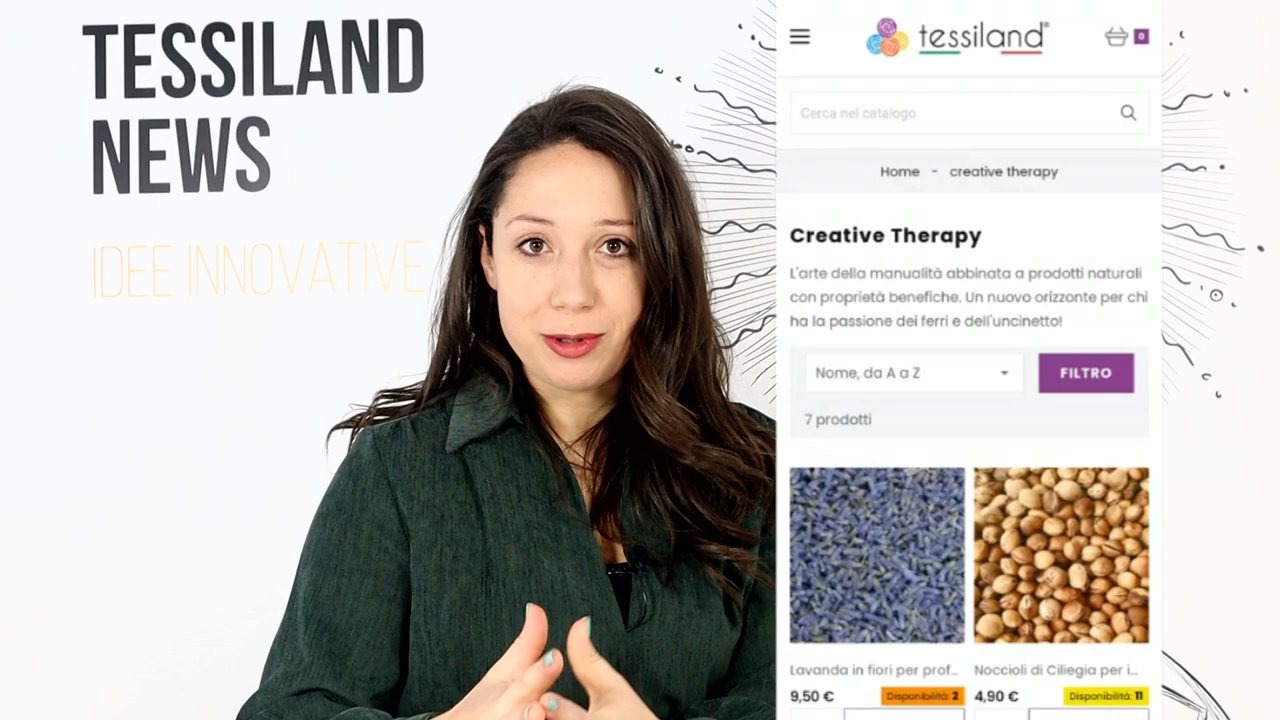 TESSILAND
NEWS
IDEE INNOVATIVE
tessiland
0
Cerca nel catalogo
Home - creative therapy
Creative Therapy
L'arte della manualità abbinata a prodotti naturali
con proprietà benefiche. Un nuovo orizzonte per chi
ha la passione dei ferri e dell'uncinetto!
Nome, da A a Z
FILTRO
7 prodotti
Lavanda in fiori per prof...
Noccioli di Ciliegia per i...
9,50 €
Disponibilità: 2
4,90 €
Disponibilità: 11